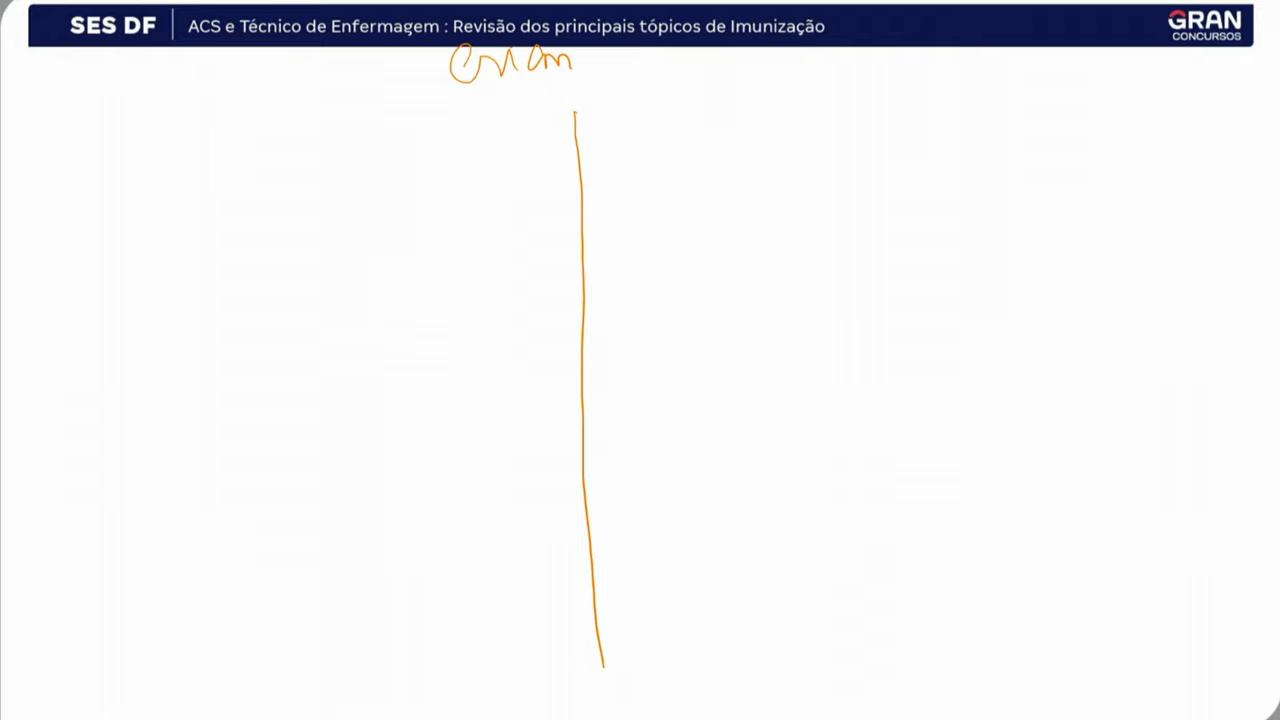 SES DF ACS e Técnico de Enfermagem : Revisão dos principais tópicos de Imunização
GRAN
CONCURSOS